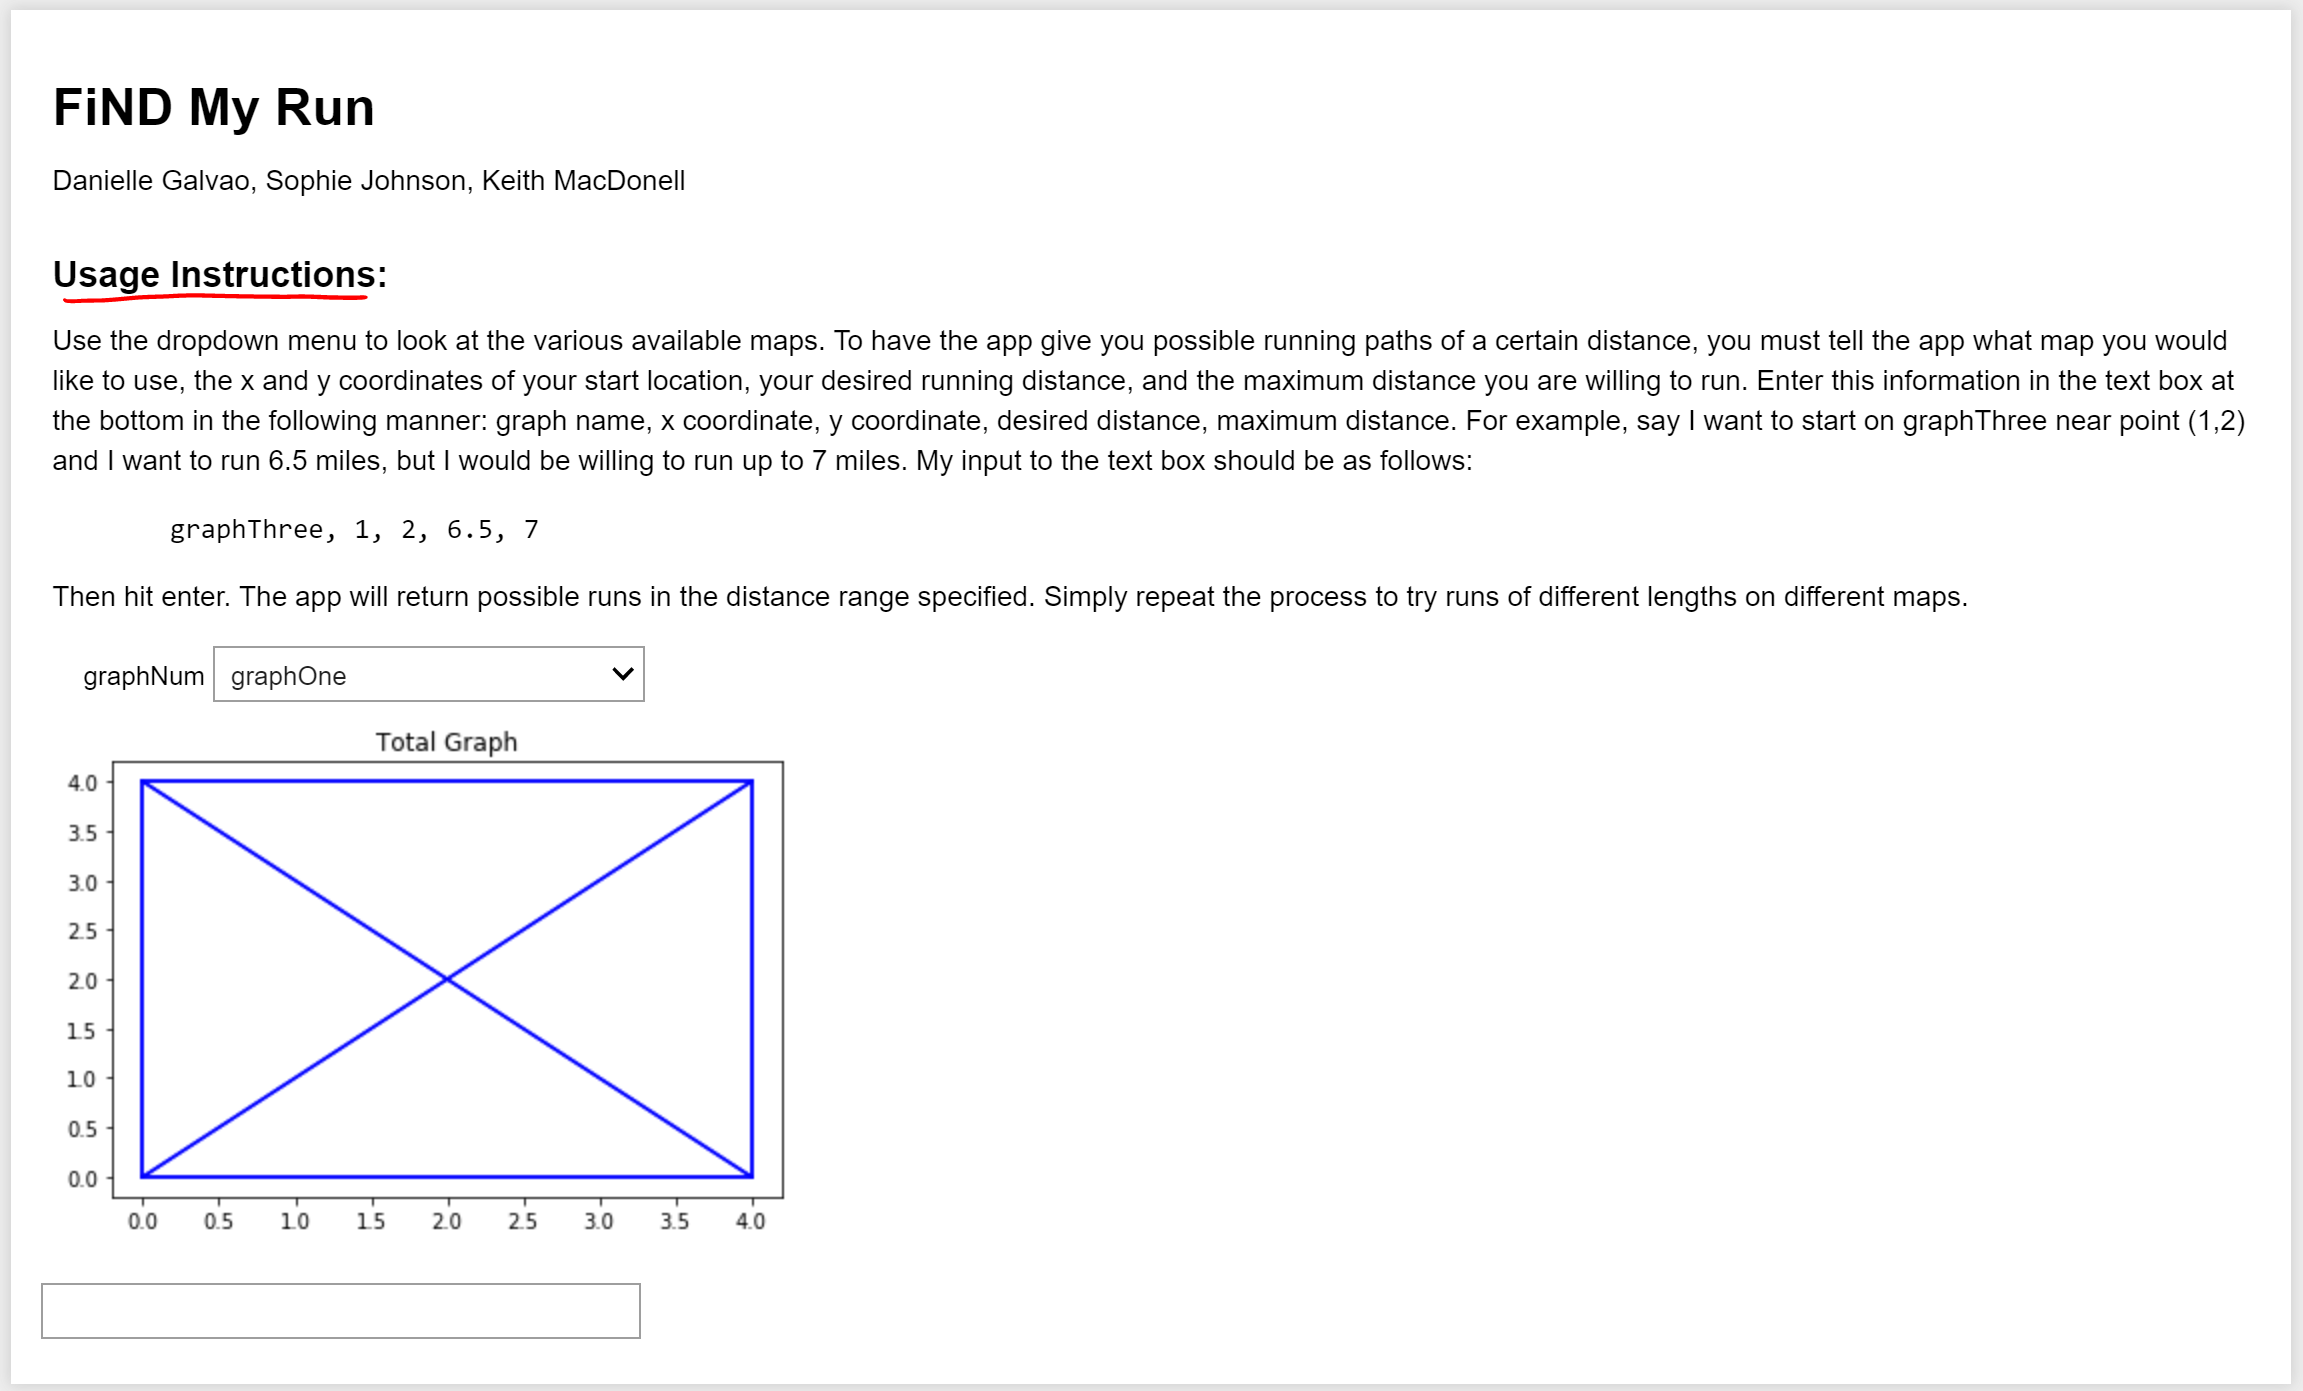 FiND My Run
Danielle Galvao, Sophie Johnson, Keith MacDonell
Usage Instructions:
Use the dropdown menu to look at the various available maps. To have the app give you possible running paths of a certain distance, you must tell the app what map you would
like to use, the x and y coordinates of your start location, your desired running distance, and the maximum distance you are willing to run. Enter this information in the text box at
the bottom in the following manner: graph name, x coordinate, y coordinate, desired distance, maximum distance. For example, say I want to start on graphThree near point (1,2)
and I want to run 6.5 miles, but I would be willing to run up to 7 miles. My input to the text box should be as follows:
graphThree, 1, 2, 6.5, 7
Then hit enter. The app will return possible runs in the distance range specified. Simply repeat the process to try runs of different lengths on different maps.
graphNum graphOne
Total Graph
4.0
3.5
3.0
2.5
2.0
1.5
1.0
0.5
0.0
0.0 0.5 1.0 1.5 2.0 2.5 3.0 3.5 4.0